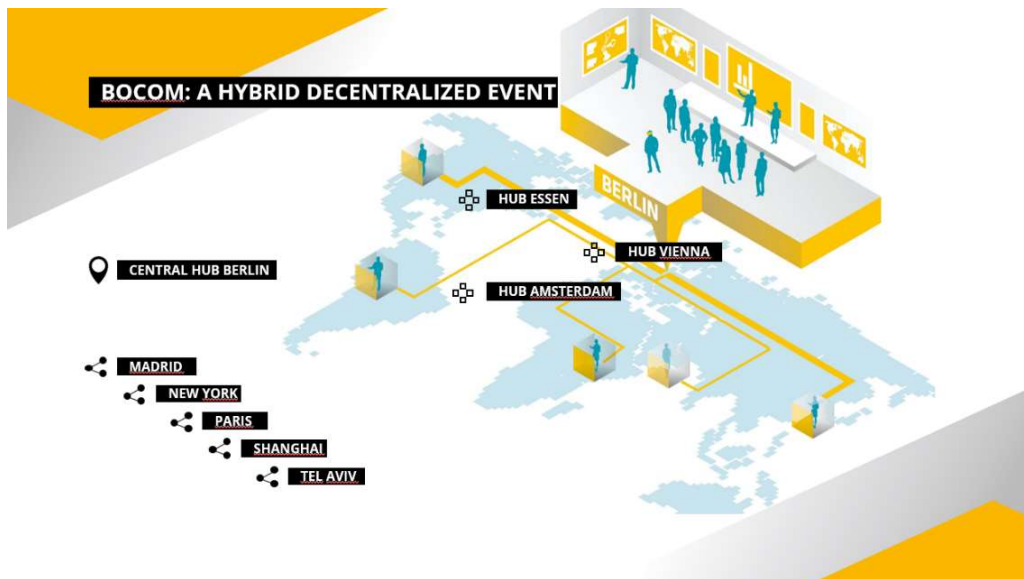 BOCOM: A HYBRID DECENTRALIZED EVENT
BERLIN
HUB ESSEN
HUB VIENNA
CENTRAL HUB BERLIN
HUB AMSTERDAM
MADRID
NEW YORK
PARIS
SHANGHAI
TEL AVIV